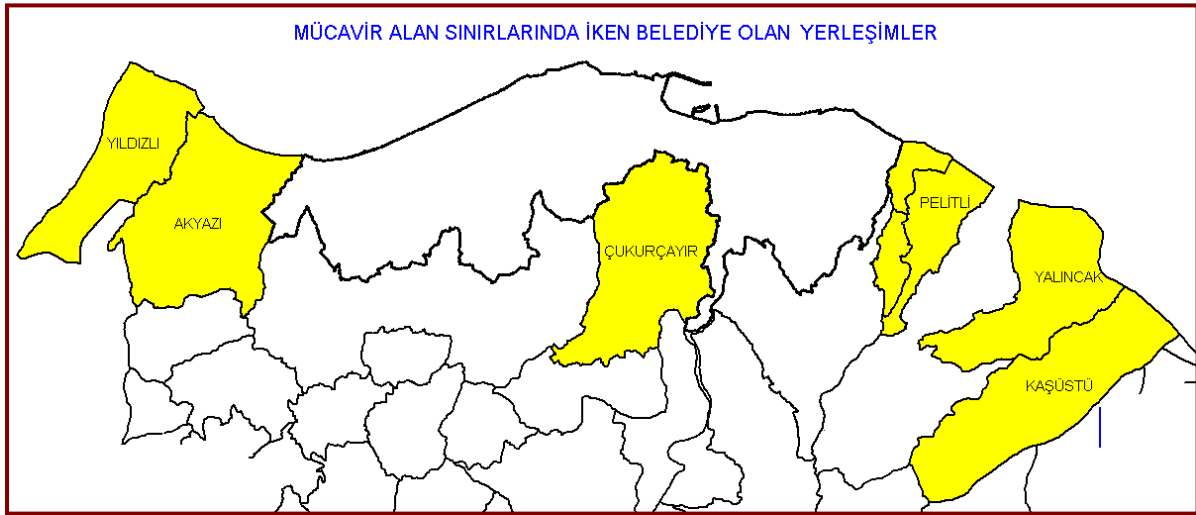 MÜCAVİR ALAN SINIRLARINDA İKEN BELEDİYE OLAN YERLEŞİMLER
YILDIZLI
AKYAZI
ÇUKURÇAYIR
PELİTLİ
YALINCAK
KAŞÜSTÜ